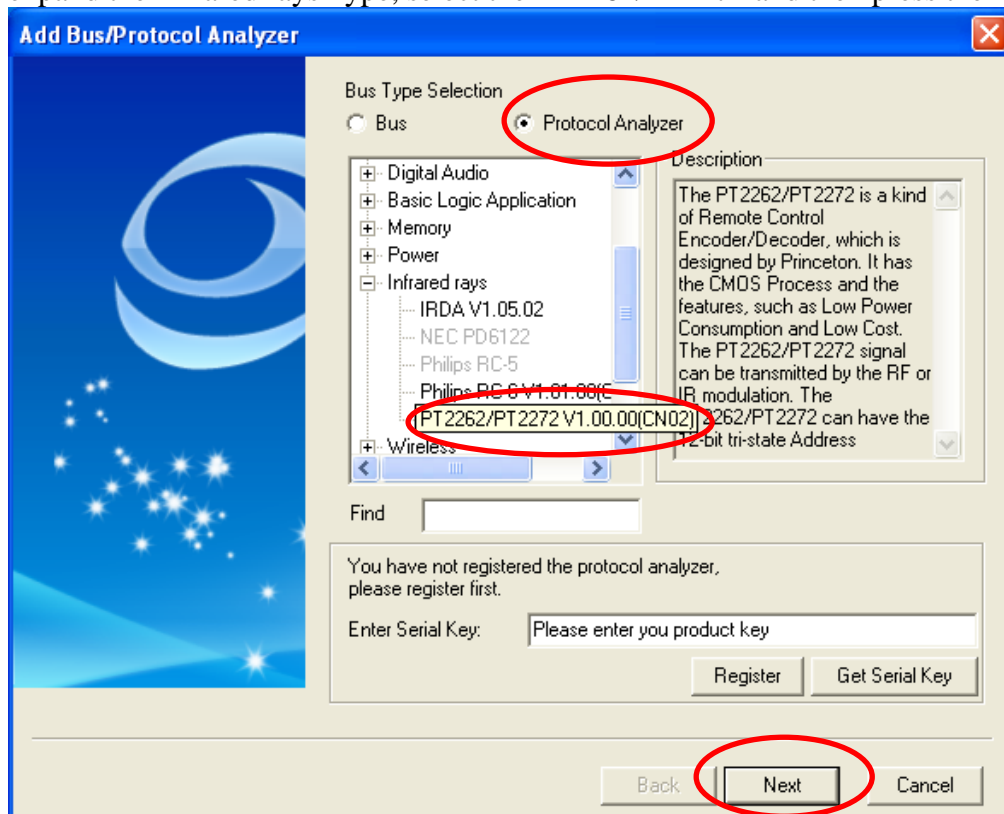 Add Bus/Protocol Analyzer
Bus Type Selection
Bus
Protocol Analyzer
Digital Audio
Basic Logic Application
Memory
Power
Infrared rays
IRDA V1.05.02
NEC PD6122
Philips RC-5
Philips RC-6 V1.01.00(C
PT2262/PT2272 V1.00.00(CN02)
Wireless
Description
The PT2262/PT2272 is a kind
of Remote Control
Encoder/Decoder, which is
designed by Princeton. It has
the CMOS Process and the
features, such as Low Power
Consumption and Low Cost.
The PT2262/PT2272 signal
can be transmitted by the RF or
IR modulation. The
2262/PT2272 can have the
12-bit tri-state Address
Find
You have not registered the protocol analyzer,
please register first.
Enter Serial Key:
Please enter you product key
Register
Get Serial Key
Back
Next
Cancel